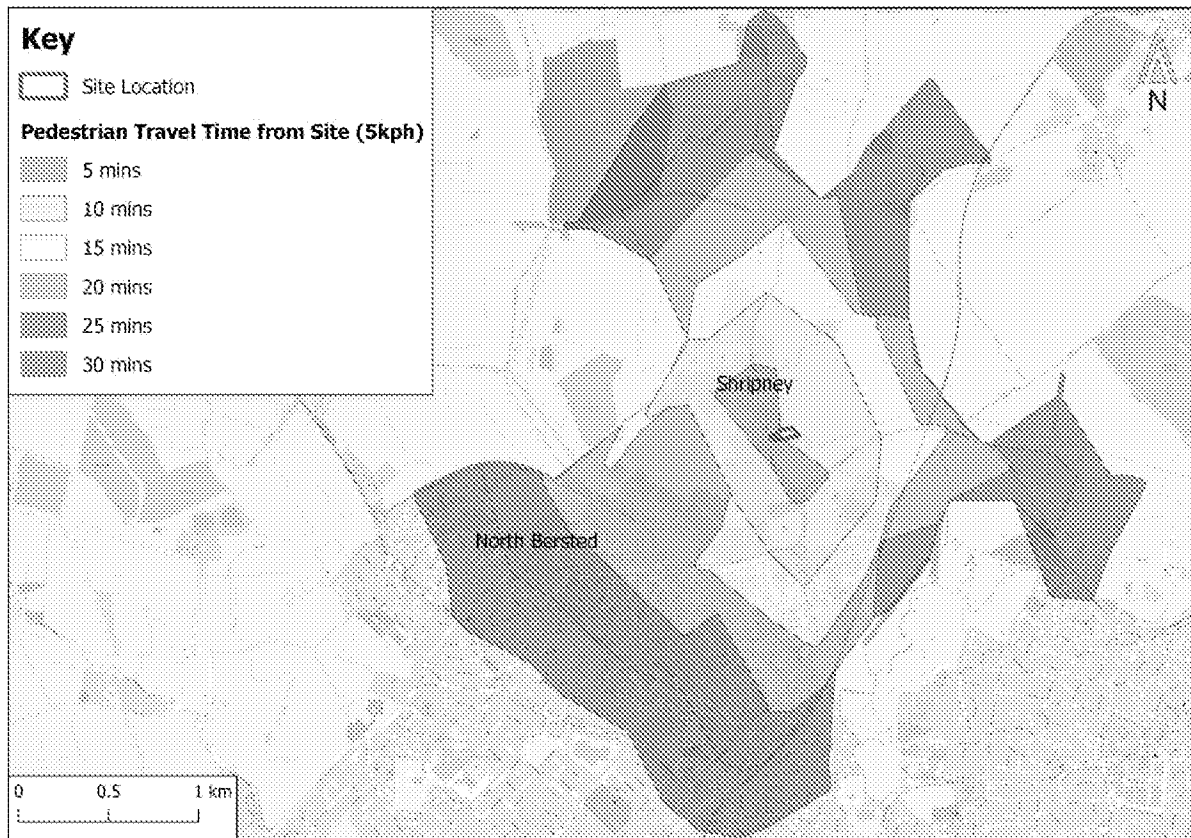 Key
Site Location
Pedestrian Travel Time from Site (5kph)
5 mins
10 mins
15 mins
20 mins
25 mins
30 mins
N
Shripney
North Bersted
0 0.5 1 km